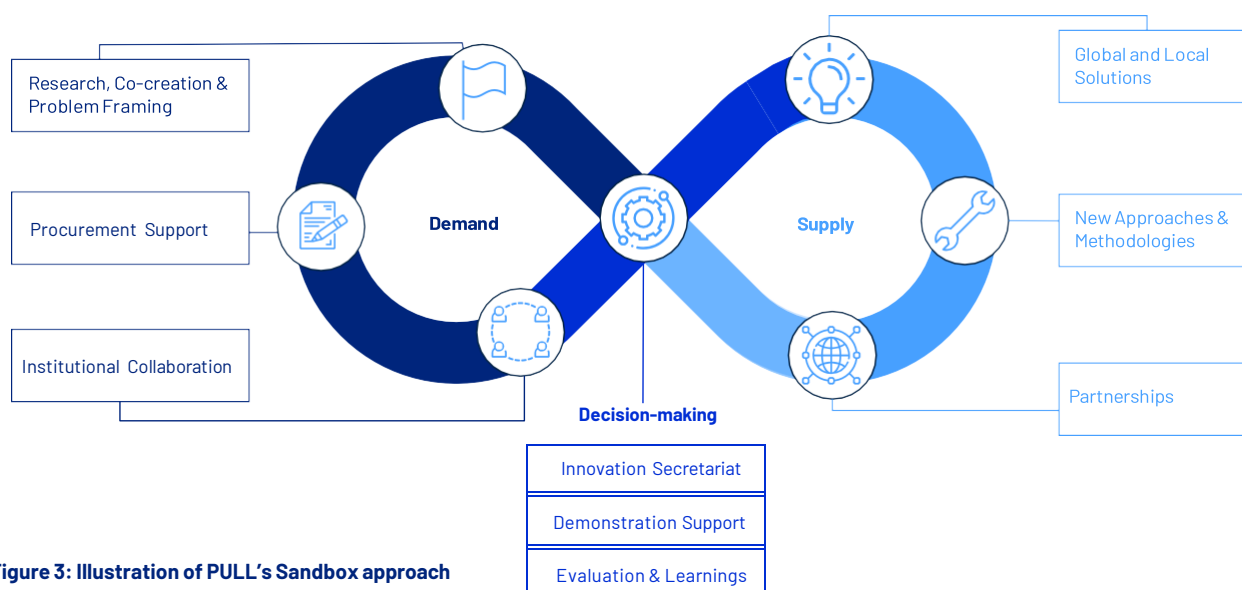 Research, Co-creation &
Problem Framing
Procurement Support
Institutional Collaboration
Demand
Supply
Global and Local
Solutions
New Approaches &
Methodologies
Partnerships
Decision-making
Innovation Secretariat
Demonstration Support
Evaluation & Learnings
igure 3: Illustration of PULL's Sandbox approach